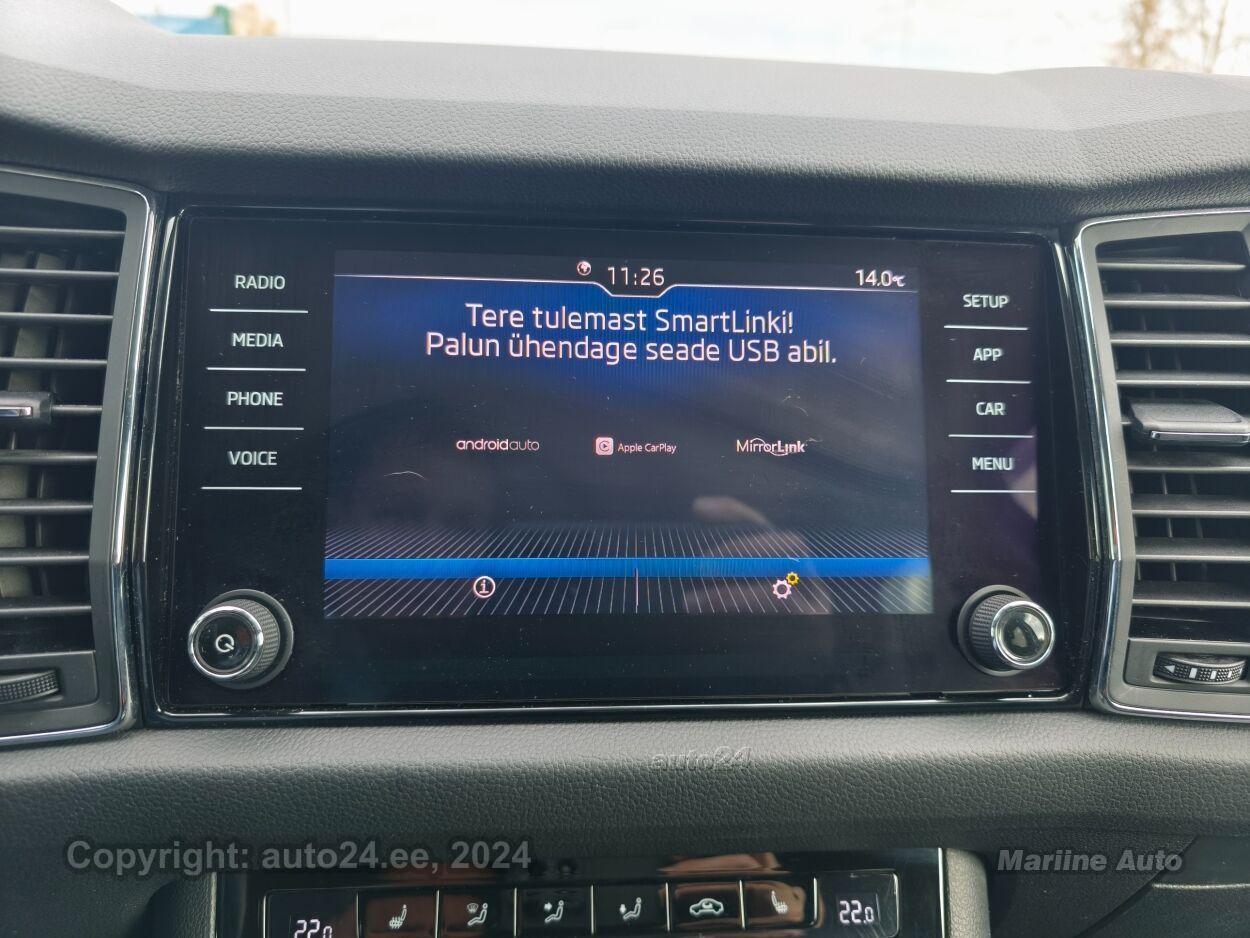 11:26
14.0°C
RADIO
MEDIA
PHONE
VOICE
Tere tulemast SmartLinki!
Palun ühendage seade USB abil.
androidauto
Apple CarPlay
MirrorLink
SETUP
APP
CAR
MENU
auto24
Copyright: auto24.ee, 2024
Mariine Auto
22.0
22.0